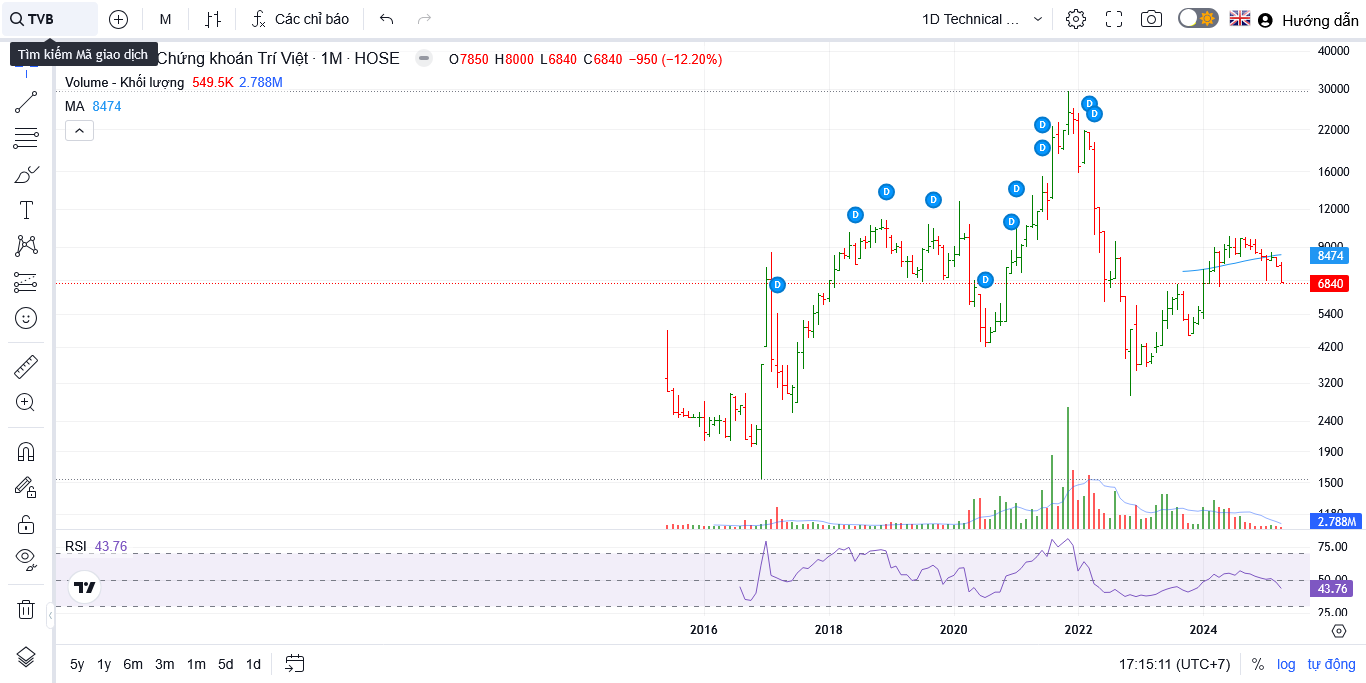 TVB
M
Các chỉ báo
1D Technical ...
Hướng dẫn
Tìm kiếm Mã giao dịch
Chứng khoán Trí Việt · 1M · HOSE
O7850 H8000 L6840 C6840 −950 (−12.20%)
Volume - Khối lượng 549.5K 2.788M
MA 8474
D
D
D
D
D
D
D
D
D
D
D
40000
30000
22000
16000
12000
9000
8474
6840
5400
4200
3200
2400
1900
1500
1180
2.788M
RSI 43.76
75.00
50.00
43.76
25.00
2016
2018
2020
2022
2024
5y 1y 6m 3m 1m 5d 1d
17:15:11 (UTC+7)
%
log
tự động